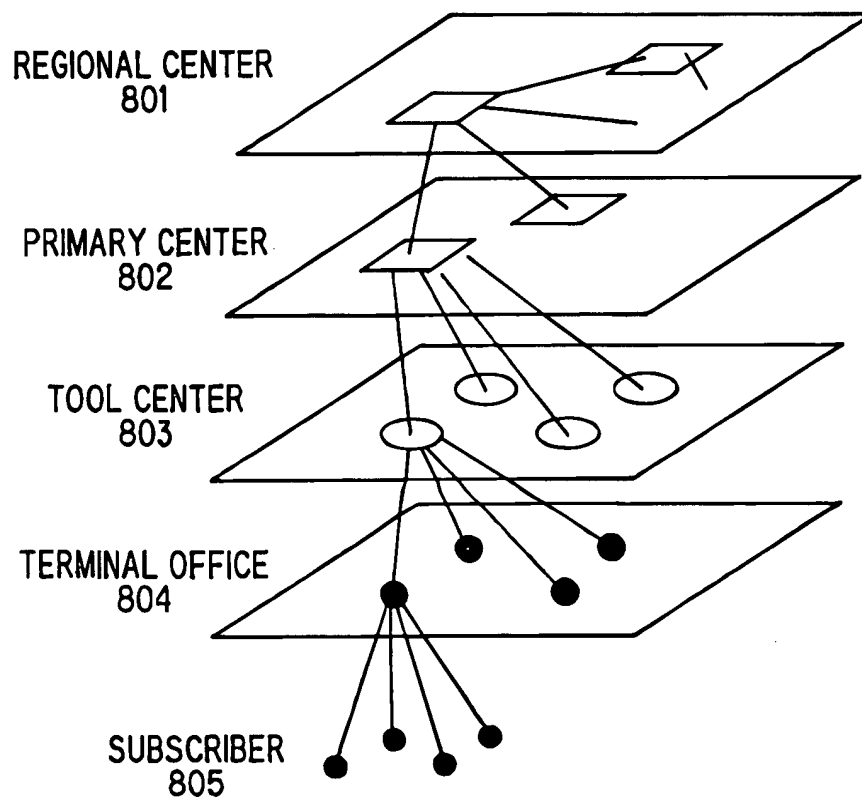 REGIONAL CENTER
801
PRIMARY CENTER
802
TOOL CENTER
803
TERMINAL OFFICE
804
SUBSCRIBER
805